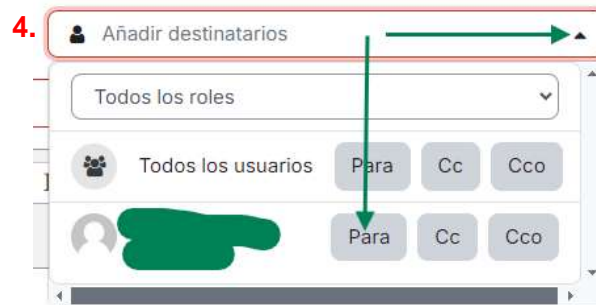 4. Añadir destinatarios
Todos los roles
Todos los usuarios Para Cc Cco
Para Cc Cco